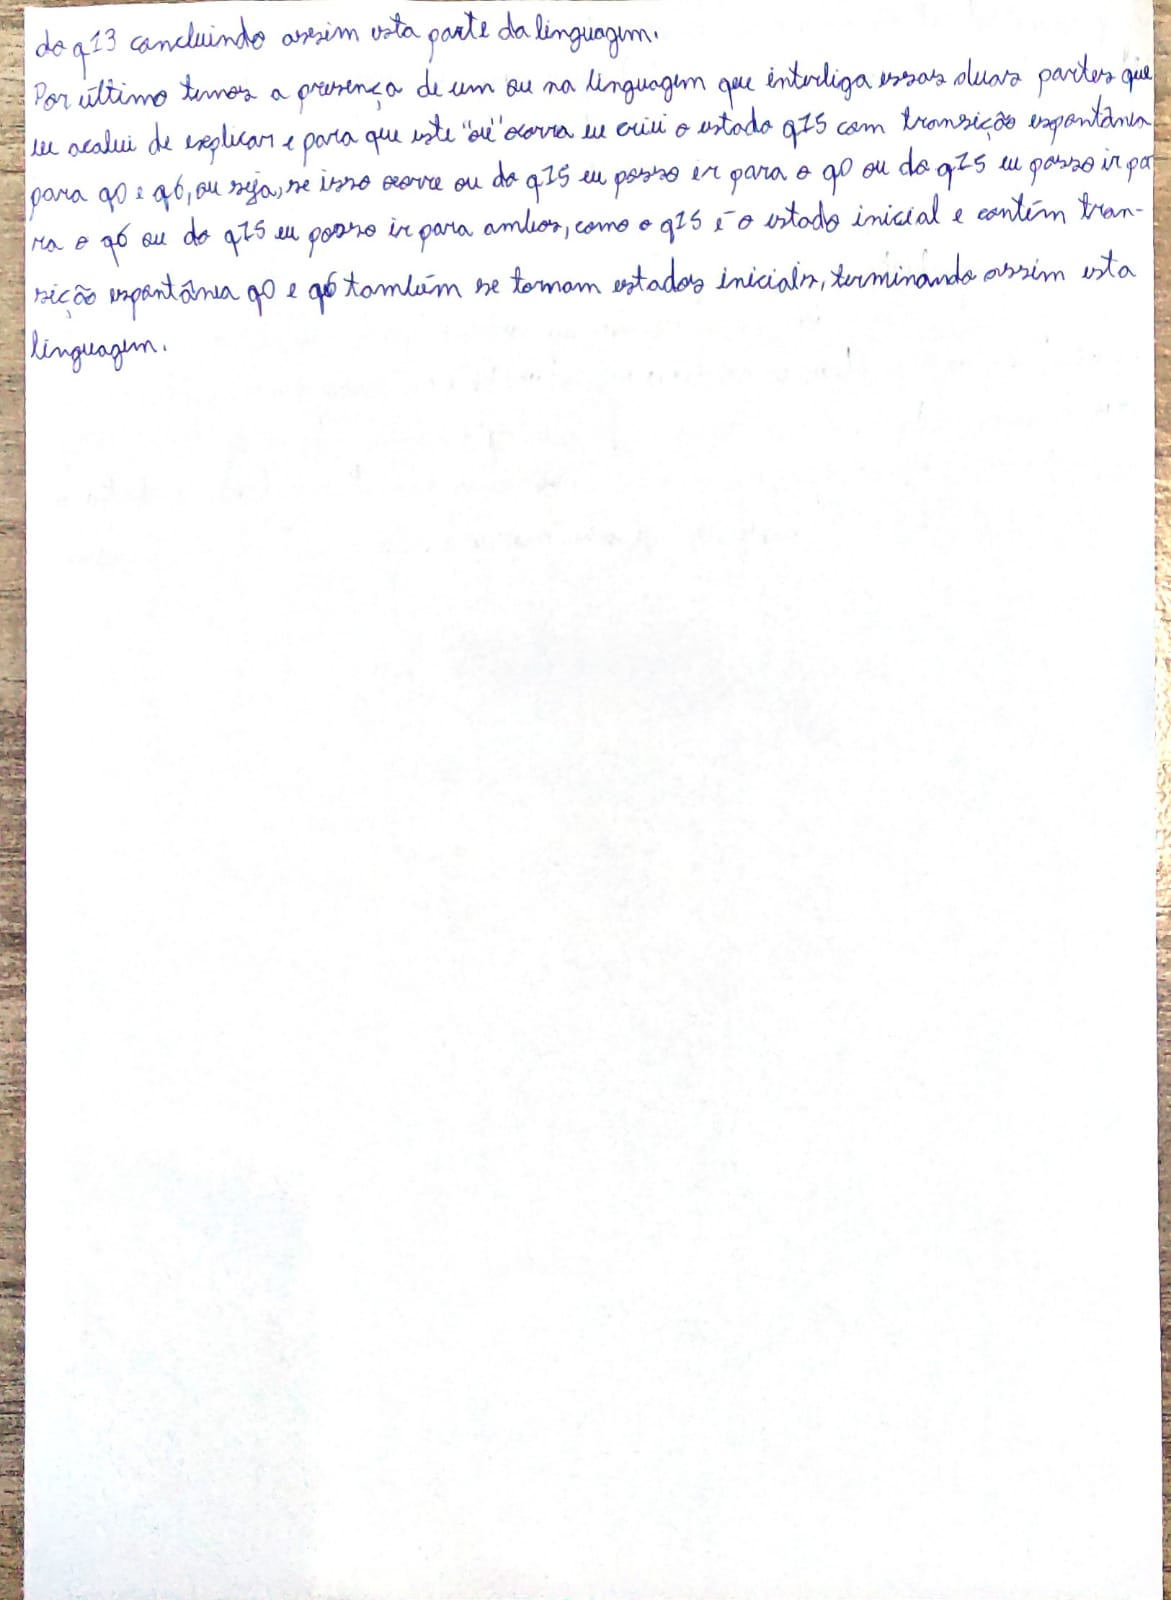 do q13 concluindo assim esta parte da linguagem.
Por último temos a presença de um ou na linguagem que interliga essas duas partes que
eu acabei de explicar e para que este "ou" ocorra eu criei o estado q15 com transição espontânea
para q0 e q6, ou seja, se isso ocorre ou do q15 eu posso ir para o q0 ou do q15 eu posso ir pa
ra o q6 ou do q15 eu posso ir para ambos, como o q15 é o estado inicial e contém tran-
sição espontânea q0 e q6 também se tornam estados iniciais, terminando assim esta
linguagem.